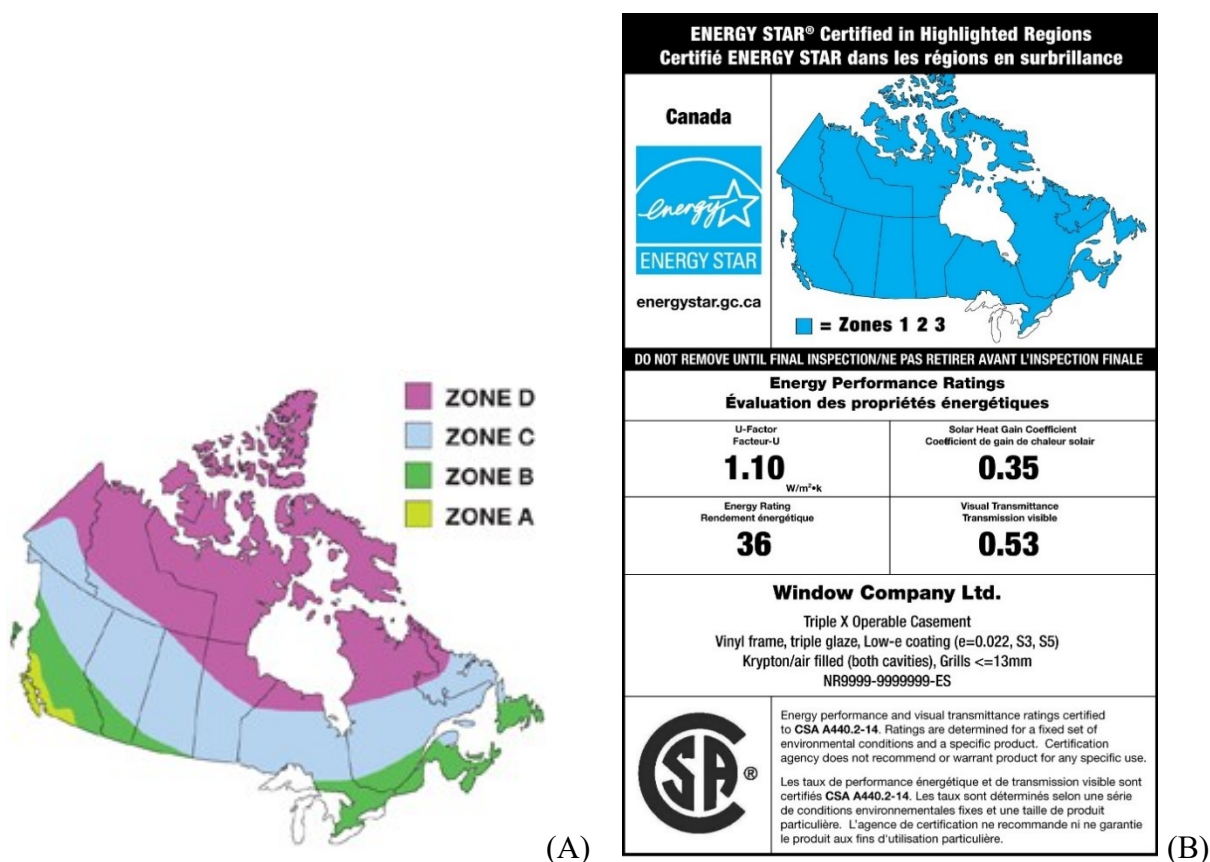 ZONE D
ZONE C
ZONE B
ZONE A
(A)
ENERGY STAR® Certified in Highlighted Regions
Certifié ENERGY STAR dans les régions en surbrillance
Canada
energy
ENERGY STAR
energystar.gc.ca
= Zones 1 2 3
DO NOT REMOVE UNTIL FINAL INSPECTION/NE PAS RETIRER AVANT L'INSPECTION FINALE
Energy Performance Ratings
Évaluation des propriétés énergétiques
U-Factor
Facteur-U
1.10
W/m²•k
Solar Heat Gain Coefficient
Coefficient de gain de chaleur solair
0.35
Energy Rating
Rendement énergétique
36
Visual Transmittance
Transmission visible
0.53
Window Company Ltd.
Triple X Operable Casement
Vinyl frame, triple glaze, Low-e coating (e=0.022, S3, S5)
Krypton/air filled (both cavities), Grills <=13mm
NR9999-9999999-ES
CSA ®
Energy performance and visual transmittance ratings certified
to CSA A440.2-14. Ratings are determined for a fixed set of
environmental conditions and a specific product. Certification
agency does not recommend or warrant product for any specific use.
Les taux de performance énergétique et de transmission visible sont
certifiés CSA A440.2-14. Les taux sont déterminés selon une série
de conditions environnementales fixes et une taille de produit
particulière. L'agence de certification ne recommande ni ne garantie
le produit aux fins d'utilisation particulière.
(B)